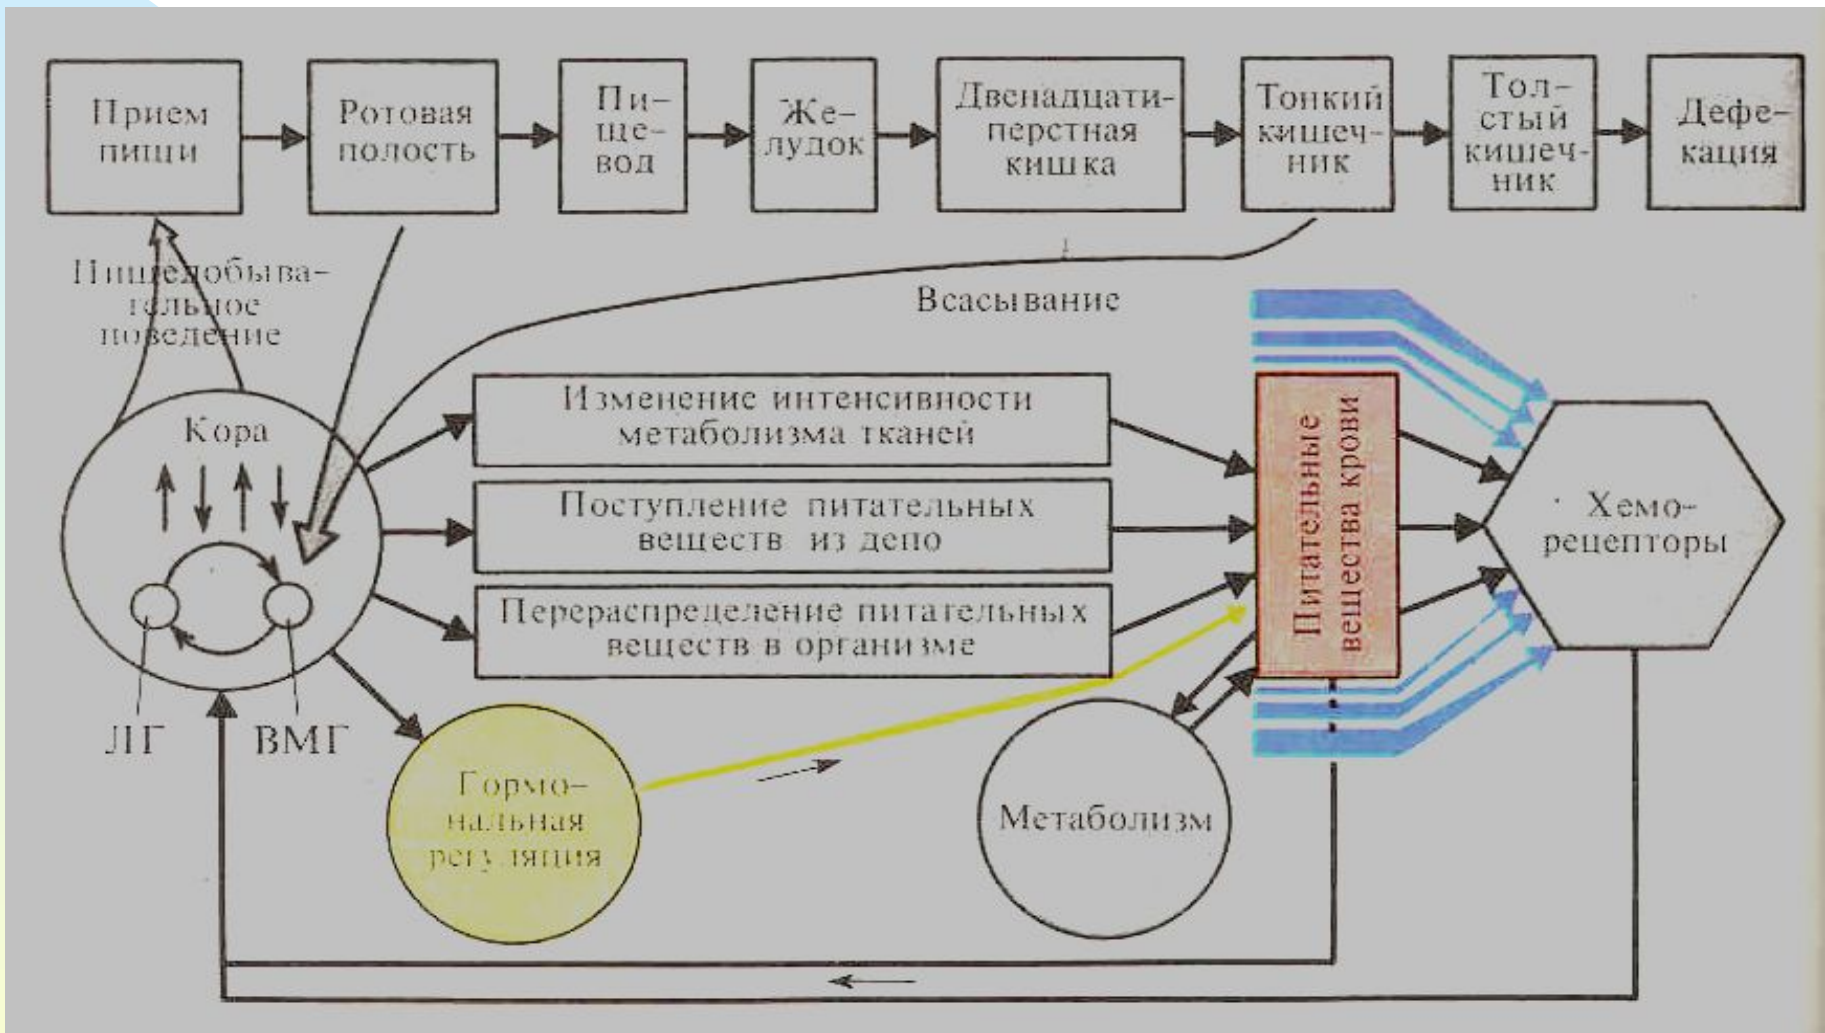 Прием
пищи
Ротовая
полость
Пи-
ще-
вод
Же-
лудок
Двенадцати-
перстная
кишка
Тонкий
кишеч-
ник
Тол-
стый
кишеч-
ник
Дефе-
кация
Пищедобыва-
тельное
поведение
Всасывание
Кора
ЛГ
ВМГ
Изменение интенсивности
метаболизма тканей
Поступление питательных
веществ из депо
Перераспределение питательных
веществ в организме
Питательные
вещества крови
Хемо-
рецепторы
Гормо-
нальная
регуляция
Метаболизм